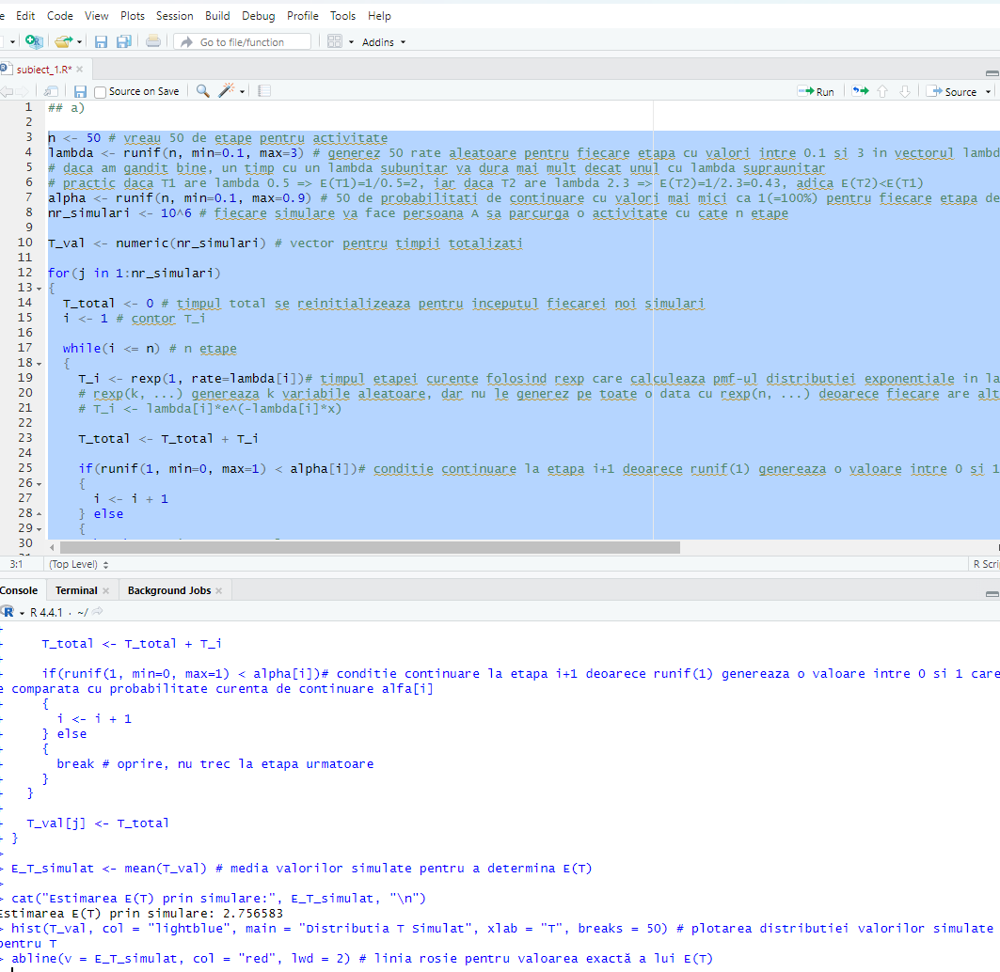 Edit Code View Plots Session Build Debug Profile Tools Help
Go to file/function Addins
subiect_1.R*
Source on Save Run Source
1 ## a)
2
3 n <- 50 # vreau 50 de etape pentru activitate
4 lambda <- runif(n, min=0.1, max=3) # generez 50 rate aleatoare pentru fiecare etapa cu valori intre 0.1 si 3 in vectorul lambd
5 # daca am gandit bine, un timp cu un lambda subunitar va dura mai mult decat unul cu lambda supraunitar
6 # practic daca T1 are lambda 0.5 => E(T1)=1/0.5=2, iar daca T2 are lambda 2.3 => E(T2)=1/2.3=0.43, adica E(T2)<E(T1)
7 alpha <- runif(n, min=0.1, max=0.9) # 50 de probabilitati de continuare cu valori mai mici ca 1(=100%) pentru fiecare etapa de
8 nr_simulari <- 10^6 # fiecare simulare va face persoana A sa parcurga o activitate cu cate n etape
9
10 T_val <- numeric(nr_simulari) # vector pentru timpii totalizati
11
12 for(j in 1:nr_simulari)
13 {
14 T_total <- 0 # timpul total se reinitializeaza pentru inceputul fiecarei noi simulari
15 i <- 1 # contor T_i
16
17 while(i <= n) # n etape
18 {
19 T_i <- rexp(1, rate=lambda[i])# timpul etapei curente folosind rexp care calculeaza pmf-ul distributiei exponentiale in la
20 # rexp(k, ...) genereaza k variabile aleatoare, dar nu le generez pe toate o data cu rexp(n, ...) deoarece fiecare are alt
21 # T_i <- lambda[i]*e^(-lambda[i]*x)
22
23 T_total <- T_total + T_i
24
25 if(runif(1, min=0, max=1) < alpha[i])# conditie continuare la etapa i+1 deoarece runif(1) genereaza o valoare intre 0 si 1
26 {
27 i <- i + 1
28 } else
29 {
30
3:1 (Top Level) R Scri
Console Terminal Background Jobs
R 4.4.1 · ~/
+
+ T_total <- T_total + T_i
+
+ if(runif(1, min=0, max=1) < alpha[i])# conditie continuare la etapa i+1 deoarece runif(1) genereaza o valoare intre 0 si 1 care
e comparata cu probabilitate curenta de continuare alfa[i]
+ {
+ i <- i + 1
+ } else
+ {
+ break # oprire, nu trec la etapa urmatoare
+ }
+ }
+
+ T_val[j] <- T_total
+ }
>
> E_T_simulat <- mean(T_val) # media valorilor simulate pentru a determina E(T)
>
> cat("Estimarea E(T) prin simulare:", E_T_simulat, "\n")
Estimarea E(T) prin simulare: 2.756583
> hist(T_val, col = "lightblue", main = "Distributia T Simulat", xlab = "T", breaks = 50) # plotarea distributiei valorilor simulate
pentru T
> abline(v = E_T_simulat, col = "red", lwd = 2) # linia rosie pentru valoarea exactă a lui E(T)